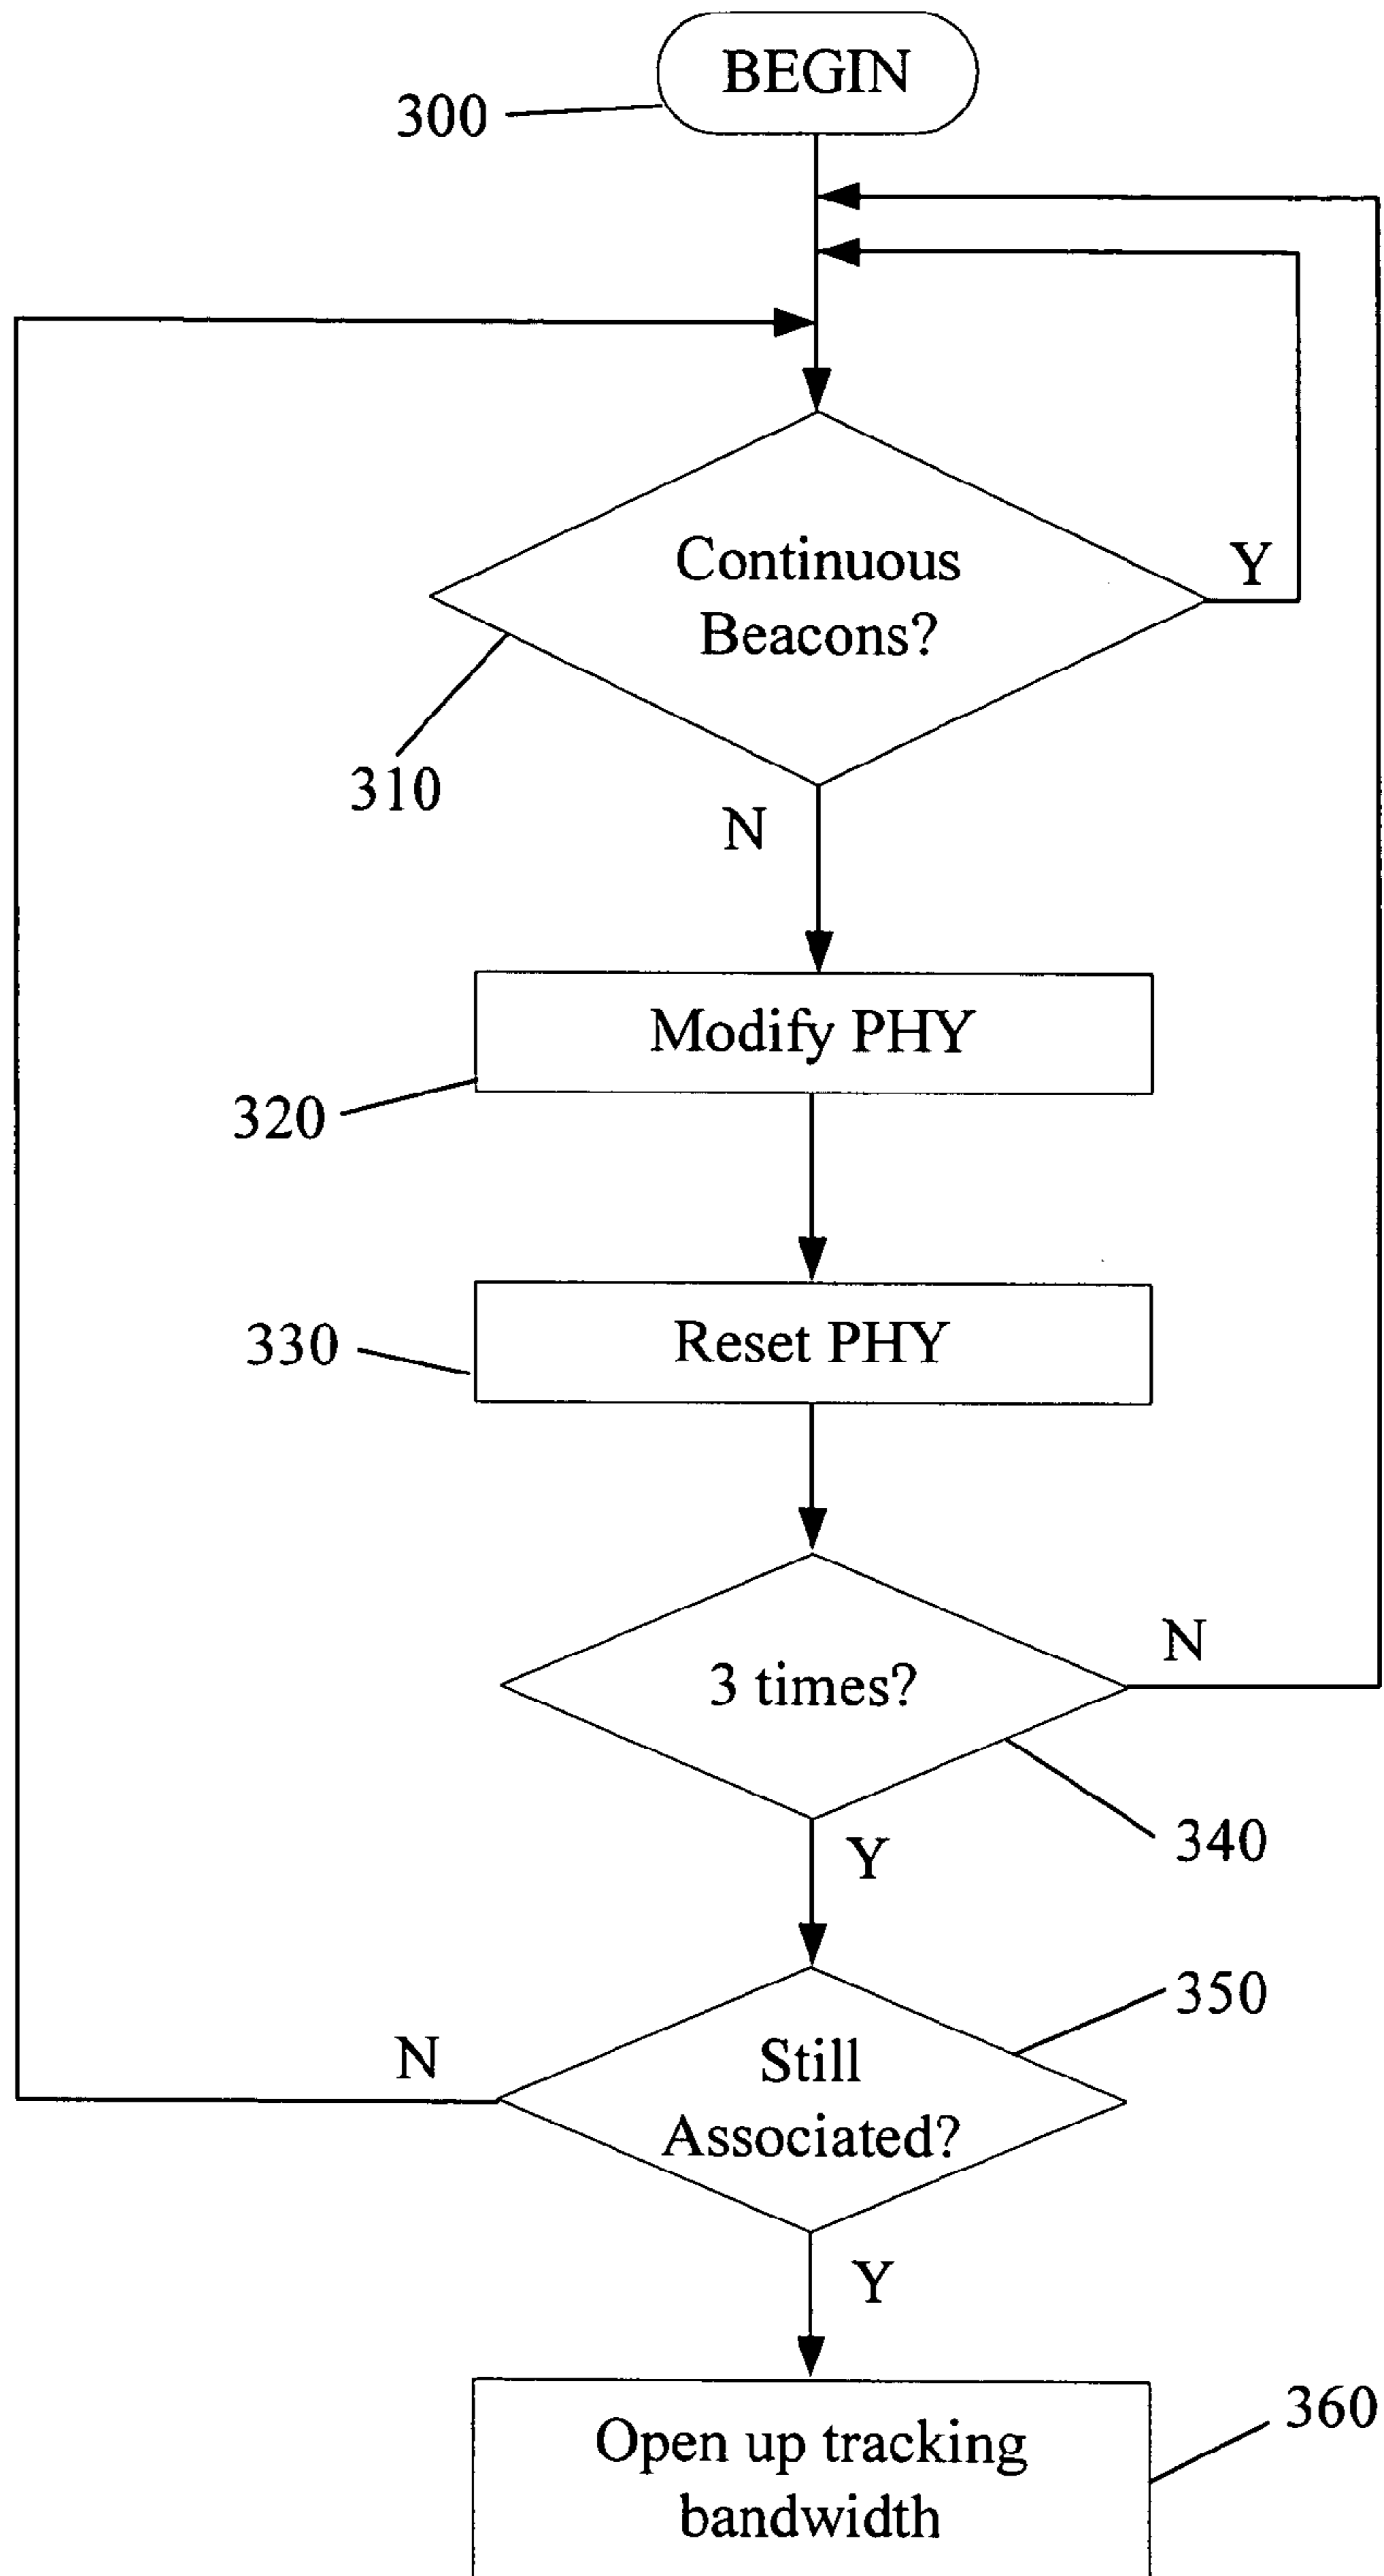 BEGIN
300
Continuous
Beacons?
Y
310
N
Modify PHY
320
Reset PHY
330
3 times?
N
340
Y
350
Still
Associated?
N
Y
360
Open up tracking
bandwidth